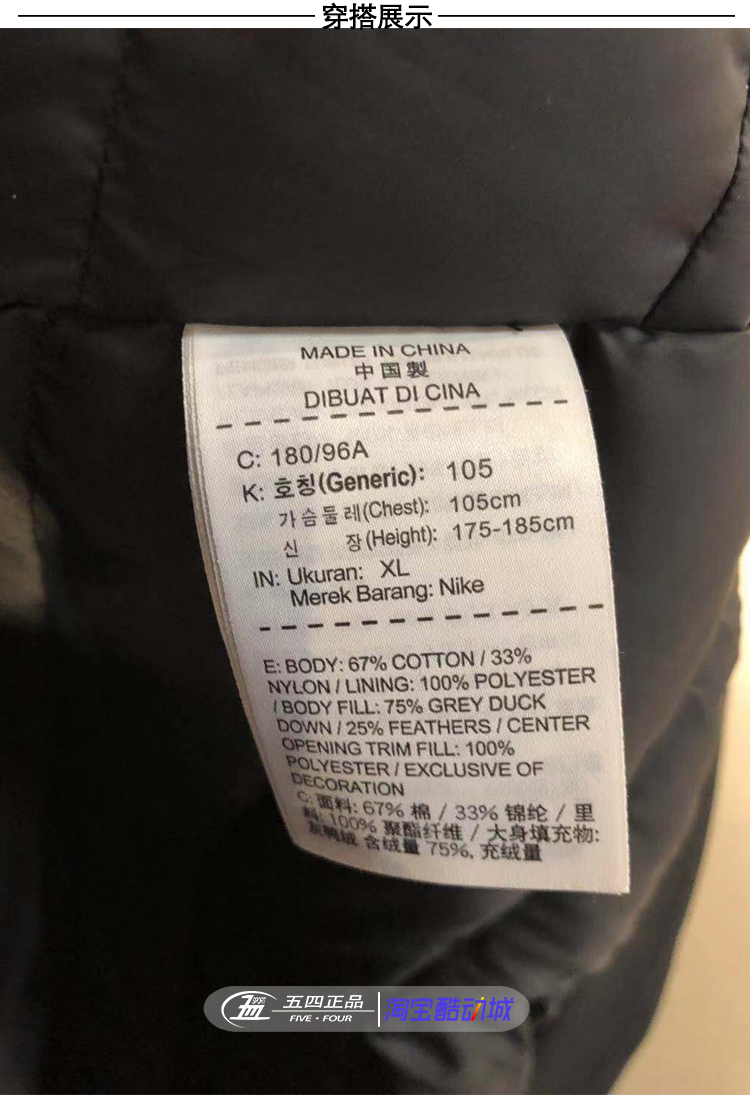 穿搭展示
MADE IN CHINA
中国製
DIBUAT DI CINA
C: 180/96A
K: 호칭(Generic): 105
가슴둘레(Chest): 105cm
신 장(Height): 175-185cm
IN: Ukuran: XL
Merek Barang: Nike
E: BODY: 67% COTTON / 33%
NYLON / LINING: 100% POLYESTER
/ BODY FILL: 75% GREY DUCK
DOWN / 25% FEATHERS / CENTER
OPENING TRIM FILL: 100%
POLYESTER / EXCLUSIVE OF
DECORATION
C: 面料: 67% 棉 / 33% 锦纶 / 里
料: 100% 聚酯纤维 / 大身填充物:
灰鸭绒 含绒量 75%, 充绒量
五四正品
FIVE·FOUR
淘宝酷动城